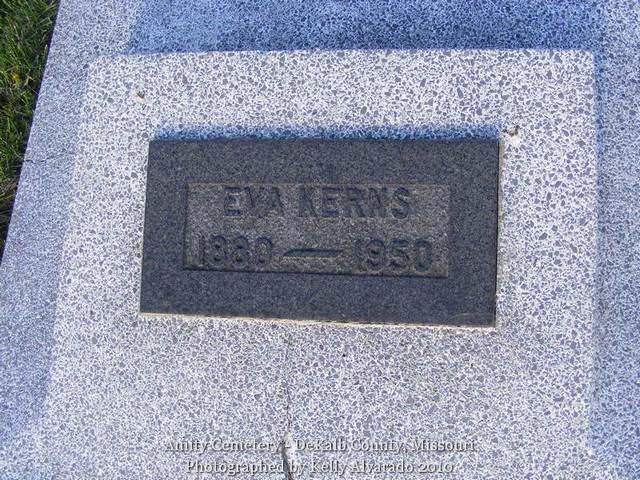 EVA KERNS
1880 — 1950
Amity Cemetery - DeKalb County, Missouri
Photographed by Kelly Alvarado 2010